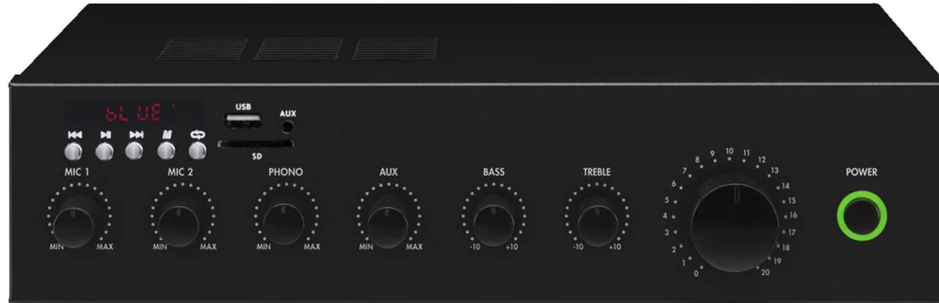 bLUE'
USB
AUX
SD
MIC 1
MIC 2
PHONO
AUX
BASS
TREBLE
POWER
MIN MAX
MIN MAX
MIN MAX
MIN MAX
-10 +10
-10 +10
0
1
2
3
4
5
6
7
8
9
10
11
12
13
14
15
16
17
18
19
20